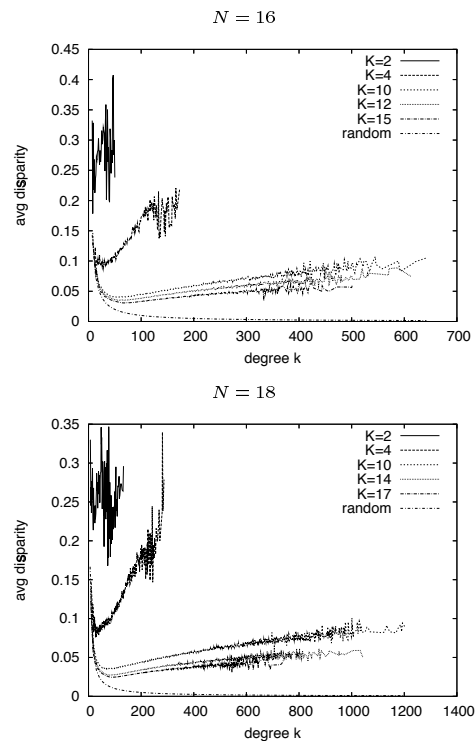 N = 16
0.45
0.4
0.35
0.3
0.25
0.2
0.15
0.1
0.05
0
avg disparity
K=2
K=4
K=10
K=12
K=15
random
0 100 200 300 400 500 600 700
degree k
N = 18
0.35
0.3
0.25
0.2
0.15
0.1
0.05
0
avg disparity
K=2
K=4
K=10
K=14
K=17
random
0 200 400 600 800 1000 1200 1400
degree k